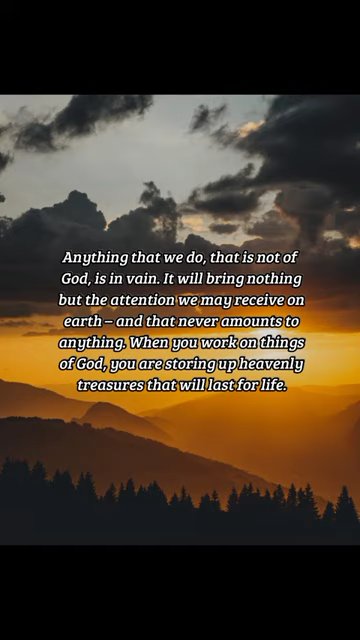 Anything that we do, that is not of
God, is in vain. It will bring nothing
but the attention we may receive on
earth – and that never amounts to
anything. When you work on things
of God, you are storing up heavenly
treasures that will last for life.